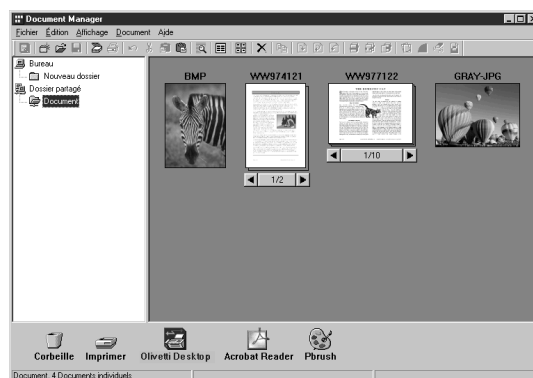 Document Manager
Fichier Édition Affichage Document Aide
Bureau
Nouveau dossier
Dossier partagé
Document
BMP WW974121 WW977122 GRAY-JPG
1/2 1/10
Corbeille Imprimer Olivetti Desktop Acrobat Reader Pbrush
Document, 4 Documents individuels